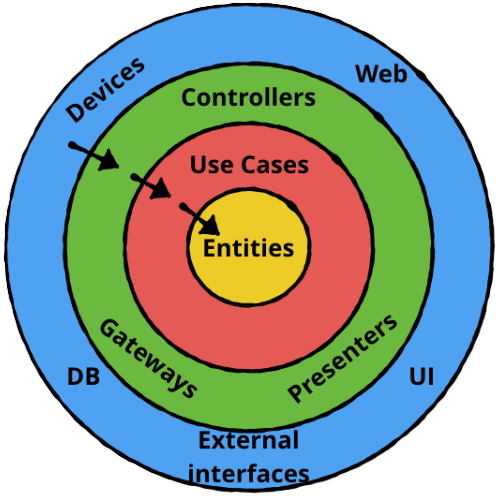 Devices
Web
Controllers
Use Cases
Entities
Gateways
Presenters
DB
UI
External
interfaces